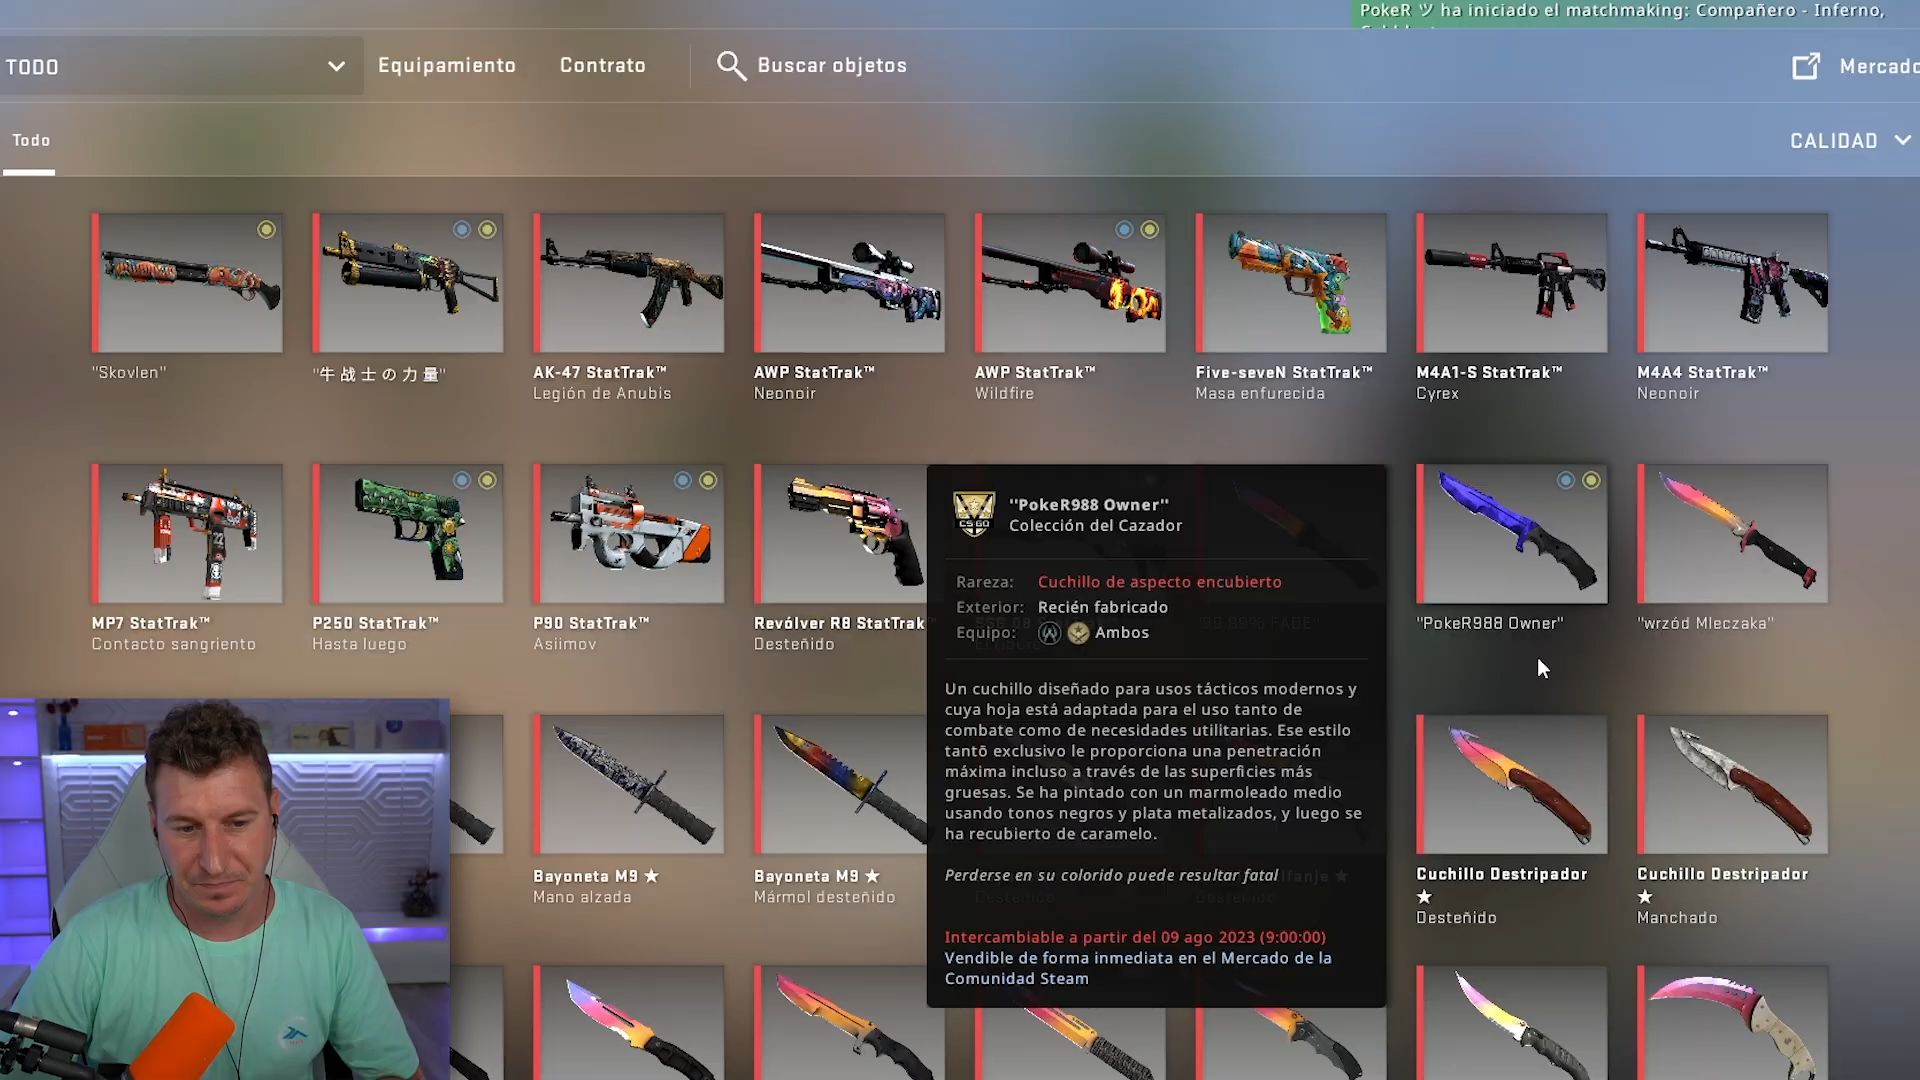 PokeR ツ ha iniciado el matchmaking: Compañero - Inferno,
TODO
Equipamiento
Contrato
Buscar objetos
Mercado
Todo
CALIDAD
"Skovlen"
"牛战士の力量"
AK-47 StatTrak™
Legión de Anubis
AWP StatTrak™
Neonoir
AWP StatTrak™
Wildfire
Five-seveN StatTrak™
Masa enfurecida
M4A1-S StatTrak™
Cyrex
M4A4 StatTrak™
Neonoir
MP7 StatTrak™
Contacto sangriento
P250 StatTrak™
Hasta luego
P90 StatTrak™
Asiimov
Revólver R8 StatTrak
Desteñido
"PokeR988 Owner"
"wrzód Mleczaka"
CS:GO
"PokeR988 Owner"
Colección del Cazador
Rareza: Cuchillo de aspecto encubierto
Exterior: Recién fabricado
Equipo: Ambos
Un cuchillo diseñado para usos tácticos modernos y
cuya hoja está adaptada para el uso tanto de
combate como de necesidades utilitarias. Ese estilo
tantō exclusivo le proporciona una penetración
máxima incluso a través de las superficies más
gruesas. Se ha pintado con un marmoleado medio
usando tonos negros y plata metalizados, y luego se
ha recubierto de caramelo.
Perderse en su colorido puede resultar fatal
Intercambiable a partir del 09 ago 2023 (9:00:00)
Vendible de forma inmediata en el Mercado de la
Comunidad Steam
Bayoneta M9 ★
Mano alzada
Bayoneta M9 ★
Mármol desteñido
Cuchillo Destripador
★
Desteñido
Cuchillo Destripador
★
Manchado